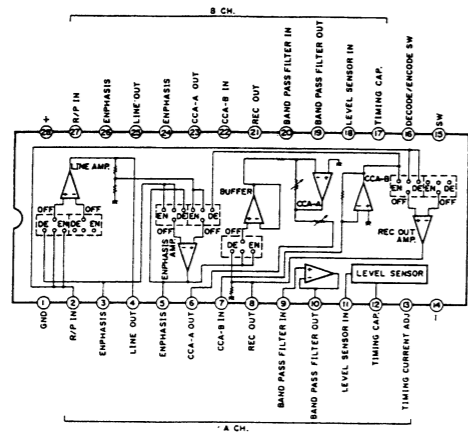 B CH.
+
R/P IN
ENPHASIS
LINE OUT
ENPHASIS
CCA-A OUT
CCA-B IN
REC OUT
BAND PASS FILTER IN
BAND PASS FILTER OUT
LEVEL SENSOR IN
TIMING CAP.
DECODE/ENCODE SW
SW
28 27 26 25 24 23 22 21 20 19 18 17 16 15
LINE AMP.
OFF OFF
DE EN DE EN
EN DE EN DE
OFF OFF
ENPHASIS AMP.
BUFFER
DE EN
CCA-A
CCA-B
EN DE EN DE
OFF OFF
REC OUT AMP.
LEVEL SENSOR
1 2 3 4 5 6 7 8 9 10 11 12 13 14
GND
R/P IN
ENPHASIS
LINE OUT
ENPHASIS
CCA-A OUT
CCA-B IN
REC OUT
BAND PASS FILTER IN
BAND PASS FILTER OUT
LEVEL SENSOR IN
TIMING CAP.
TIMING CURRENT ADJ
A CH.